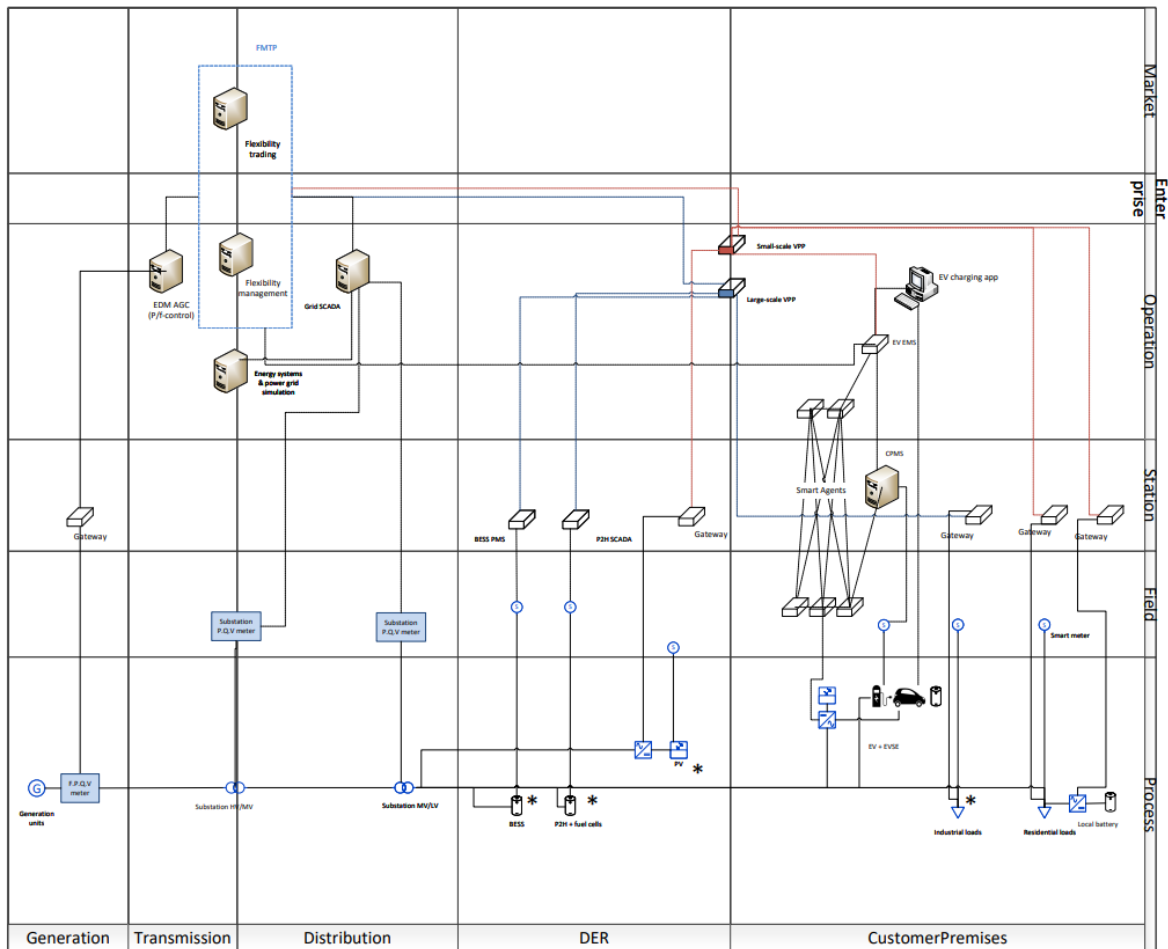 FMTP
Market
Flexibility
trading
Enter
prise
Small-scale VPP
EV charging app
Flexibility
management
EDM AGC
(P/f-control)
Grid SCADA
Large-scale VPP
Operation
EV EMS
Energy systems
& power grid
simulation
CPMS
Station
Smart Agents
Gateway
BESS PMS
P2H SCADA
Gateway
Gateway
Gateway
Gateway
Field
Substation
P.Q.V meter
Substation
P.Q.V meter
S
S
S
S
S
Smart meter
S
EV + EVSE
PV
*
Process
G
F.P.Q.V
meter
Generation
units
Substation HV/MV
Substation MV/LV
*
BESS
*
P2H + fuel cells
*
Industrial loads
Residential loads
Local battery
Generation
Transmission
Distribution
DER
CustomerPremises